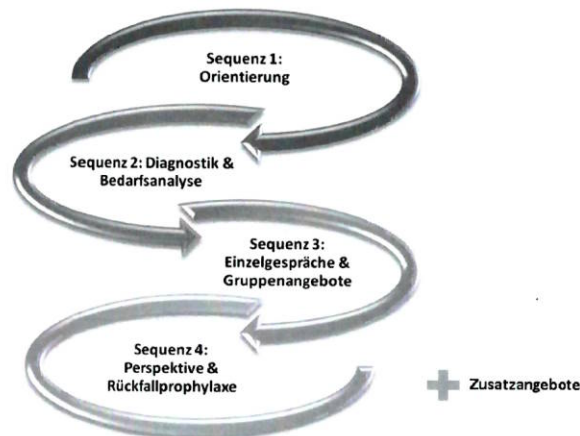 Sequenz 1:
Orientierung
Sequenz 2: Diagnostik &
Bedarfsanalyse
Sequenz 3:
Einzelgespräche &
Gruppenangebote
Sequenz 4:
Perspektive &
Rückfallprophylaxe
Zusatzangebote